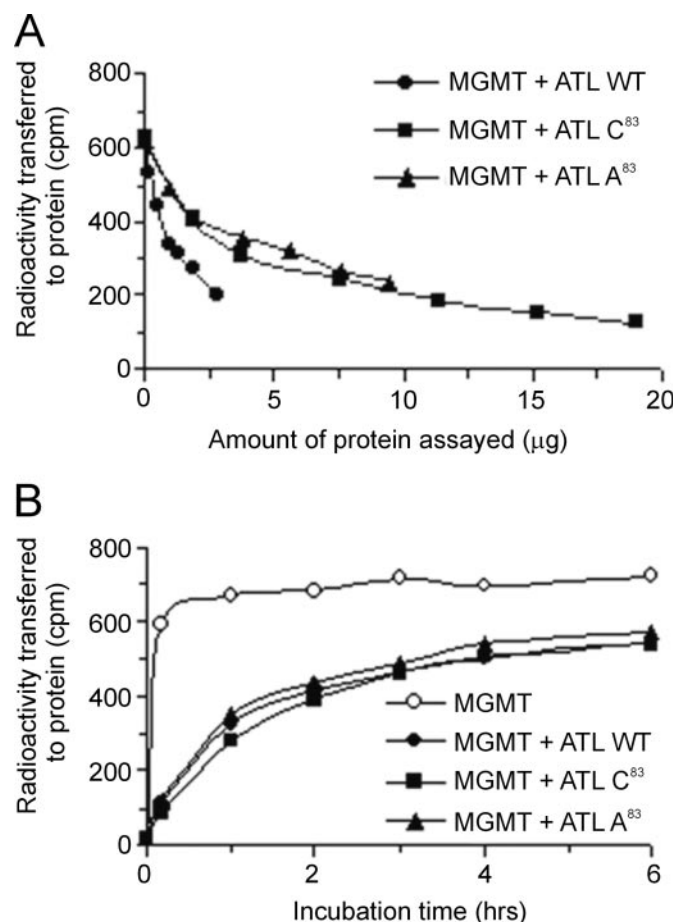 A
800
600
400
200
0
Radioactivity transferred
to protein (cpm)
MGMT + ATL WT
MGMT + ATL C⁸³
MGMT + ATL A⁸³
0 5 10 15 20
Amount of protein assayed (μg)
B
800
600
400
200
0
Radioactivity transferred
to protein (cpm)
MGMT
MGMT + ATL WT
MGMT + ATL C⁸³
MGMT + ATL A⁸³
0 2 4 6
Incubation time (hrs)